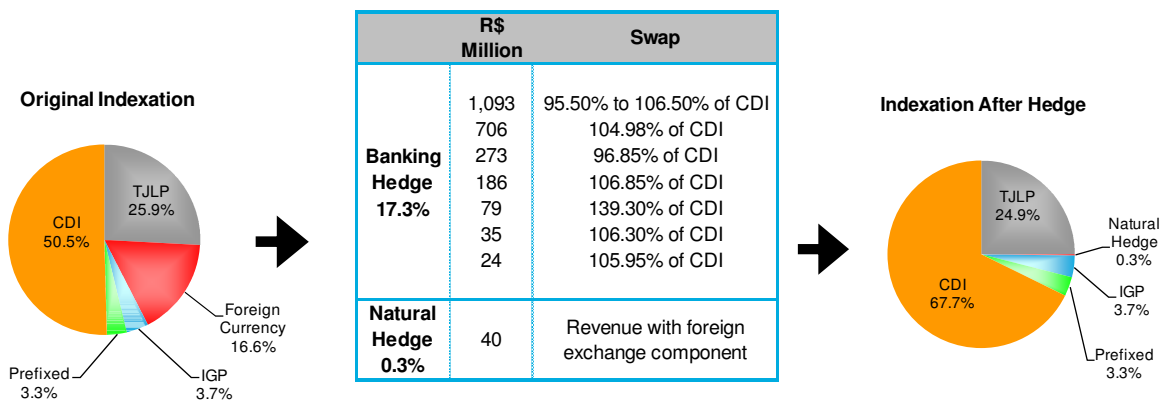 Original Indexation
CDI
50.5%
TJLP
25.9%
Foreign
Currency
16.6%
IGP
3.7%
Prefixed
3.3%
R$
Million
Swap
Banking
Hedge
17.3%
1,093 95.50% to 106.50% of CDI
706 104.98% of CDI
273 96.85% of CDI
186 106.85% of CDI
79 139.30% of CDI
35 106.30% of CDI
24 105.95% of CDI
Natural
Hedge
0.3%
40
Revenue with foreign
exchange component
Indexation After Hedge
TJLP
24.9%
Natural
Hedge
0.3%
IGP
3.7%
Prefixed
3.3%
CDI
67.7%